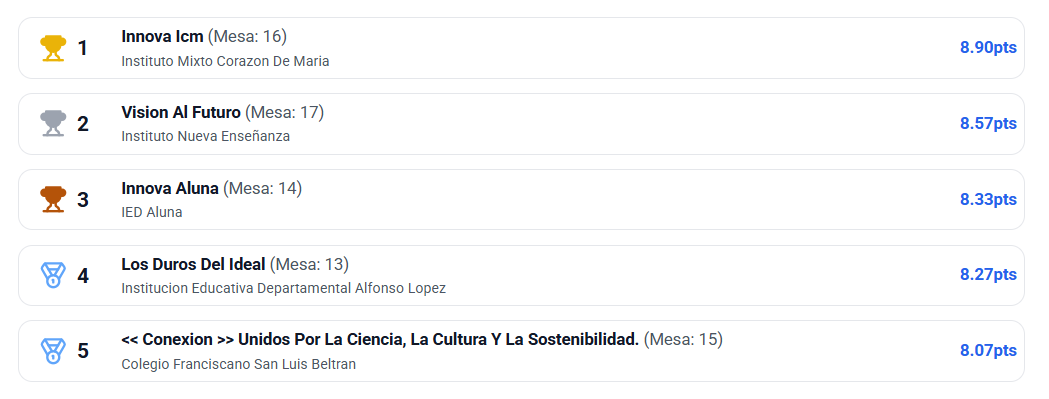 1
Innova Icm (Mesa: 16)
Instituto Mixto Corazon De Maria
8.90pts
2
Vision Al Futuro (Mesa: 17)
Instituto Nueva Enseñanza
8.57pts
3
Innova Aluna (Mesa: 14)
IED Aluna
8.33pts
4
Los Duros Del Ideal (Mesa: 13)
Institucion Educativa Departamental Alfonso Lopez
8.27pts
5
<< Conexion >> Unidos Por La Ciencia, La Cultura Y La Sostenibilidad. (Mesa: 15)
Colegio Franciscano San Luis Beltran
8.07pts